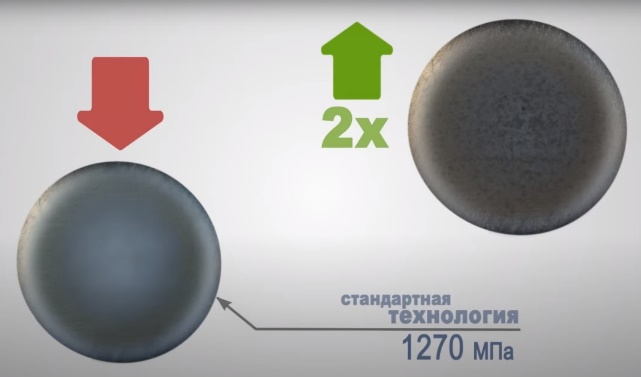 2x
стандартная
технология
1270 МПа